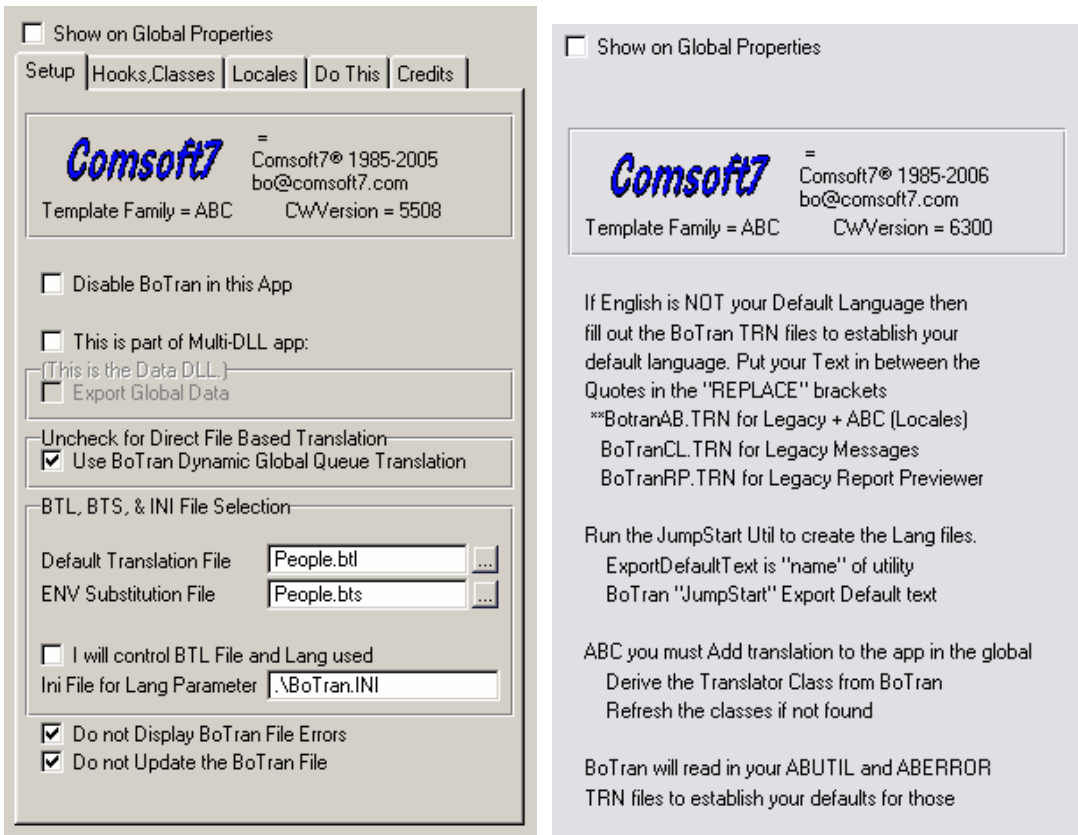 Show on Global Properties
Setup Hooks,Classes Locales Do This Credits
Comsoft7
=
Comsoft7® 1985-2005
bo@comsoft7.com
Template Family = ABC CwVersion = 5508
Disable BoTran in this App
This is part of Multi-DLL app:
(This is the Data DLL.)
Export Global Data
Uncheck for Direct File Based Translation
Use BoTran Dynamic Global Queue Translation
BTL, BTS, & INI File Selection
Default Translation File People.btl ...
ENV Substitution File People.bts ...
I will control BTL File and Lang used
Ini File for Lang Parameter .\BoTran.INI
Do not Display BoTran File Errors
Do not Update the BoTran File
Show on Global Properties
Comsoft7
=
Comsoft7® 1985-2006
bo@comsoft7.com
Template Family = ABC CwVersion = 6300
If English is NOT your Default Language then
fill out the BoTran TRN files to establish your
default language. Put your Text in between the
Quotes in the "REPLACE" brackets
**BotranAB.TRN for Legacy + ABC (Locales)
BoTranCL.TRN for Legacy Messages
BoTranRP.TRN for Legacy Report Previewer
Run the JumpStart Util to create the Lang files.
ExportDefaultText is "name" of utility
BoTran "JumpStart" Export Default text
ABC you must Add translation to the app in the global
Derive the Translator Class from BoTran
Refresh the classes if not found
BoTran will read in your ABUTIL and ABERROR
TRN files to establish your defaults for those